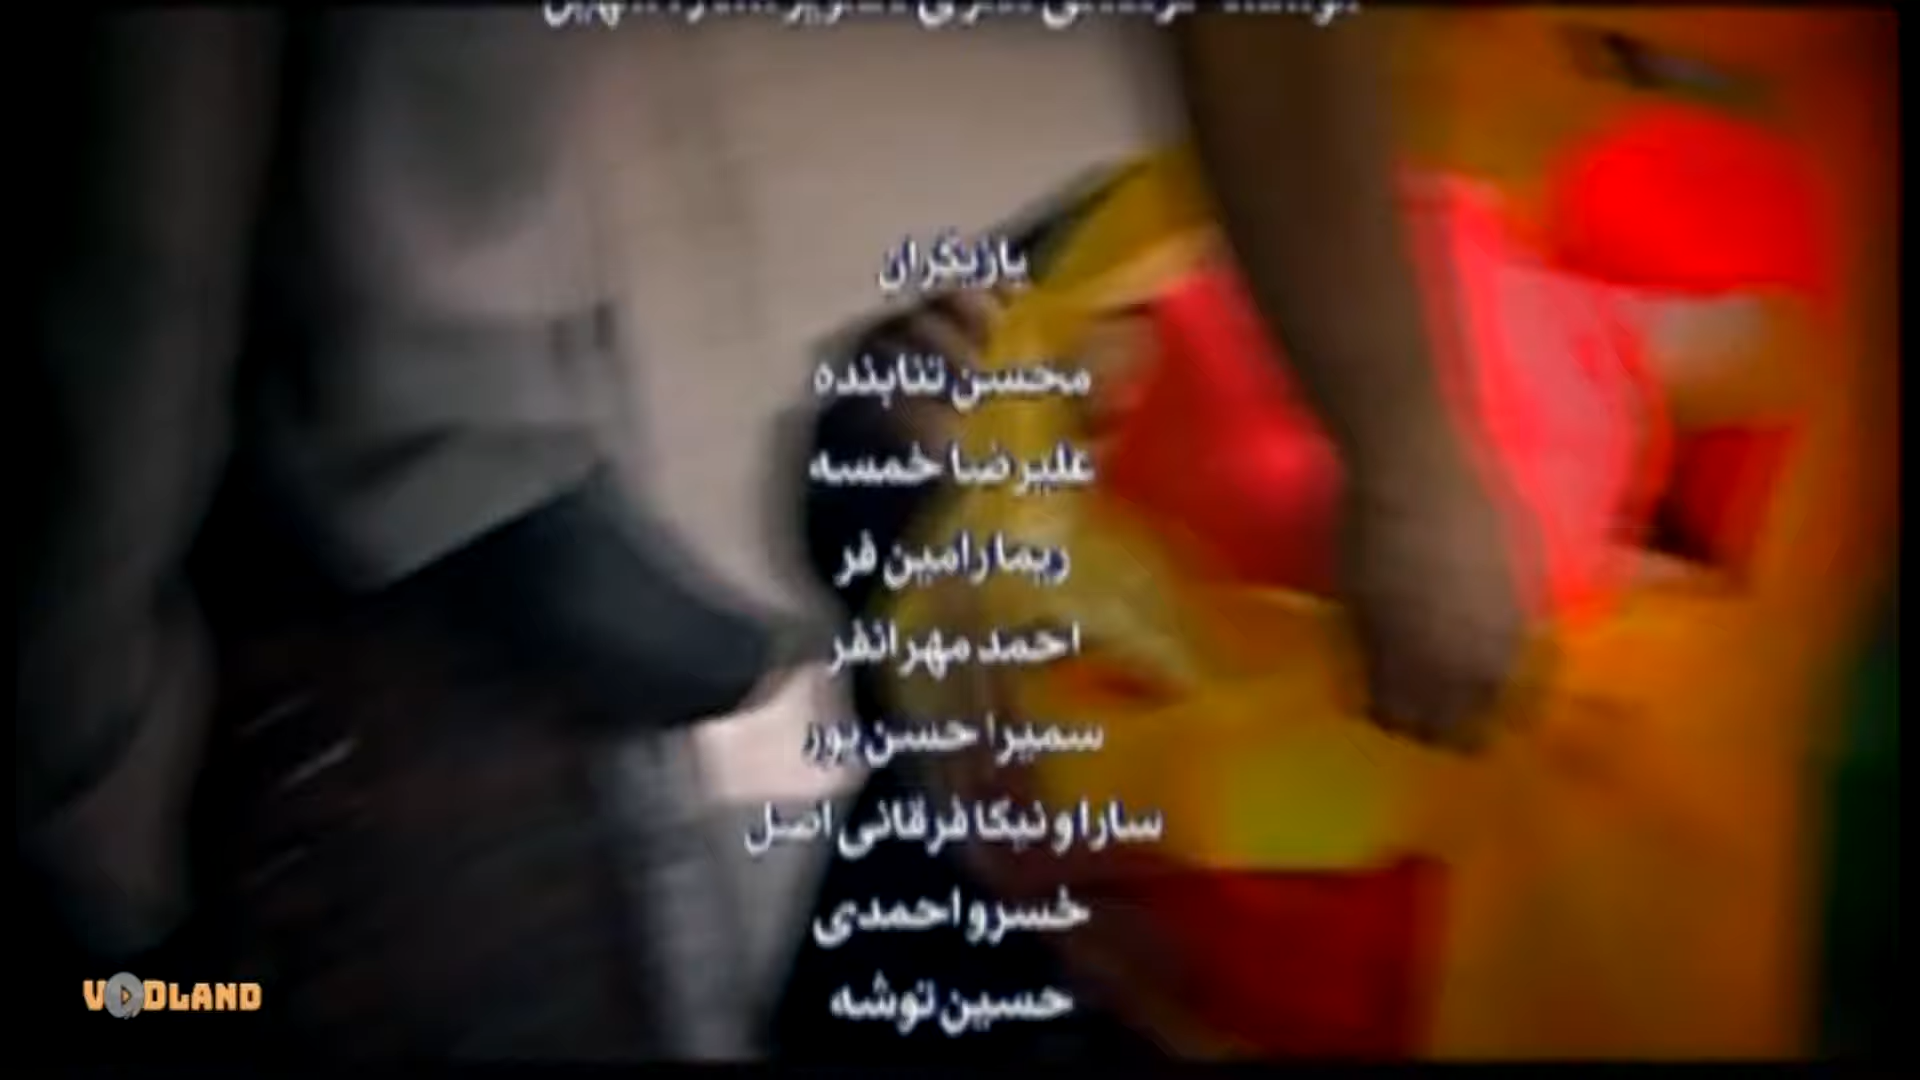 بازیگران
محسن تنابنده
علیرضا خمسه
ریما رامین فر
احمد مهرانفر
سمیرا حسن پور
سارا و نیکا فرقانی اصل
خسرو احمدی
حسین توشه
VODLAND